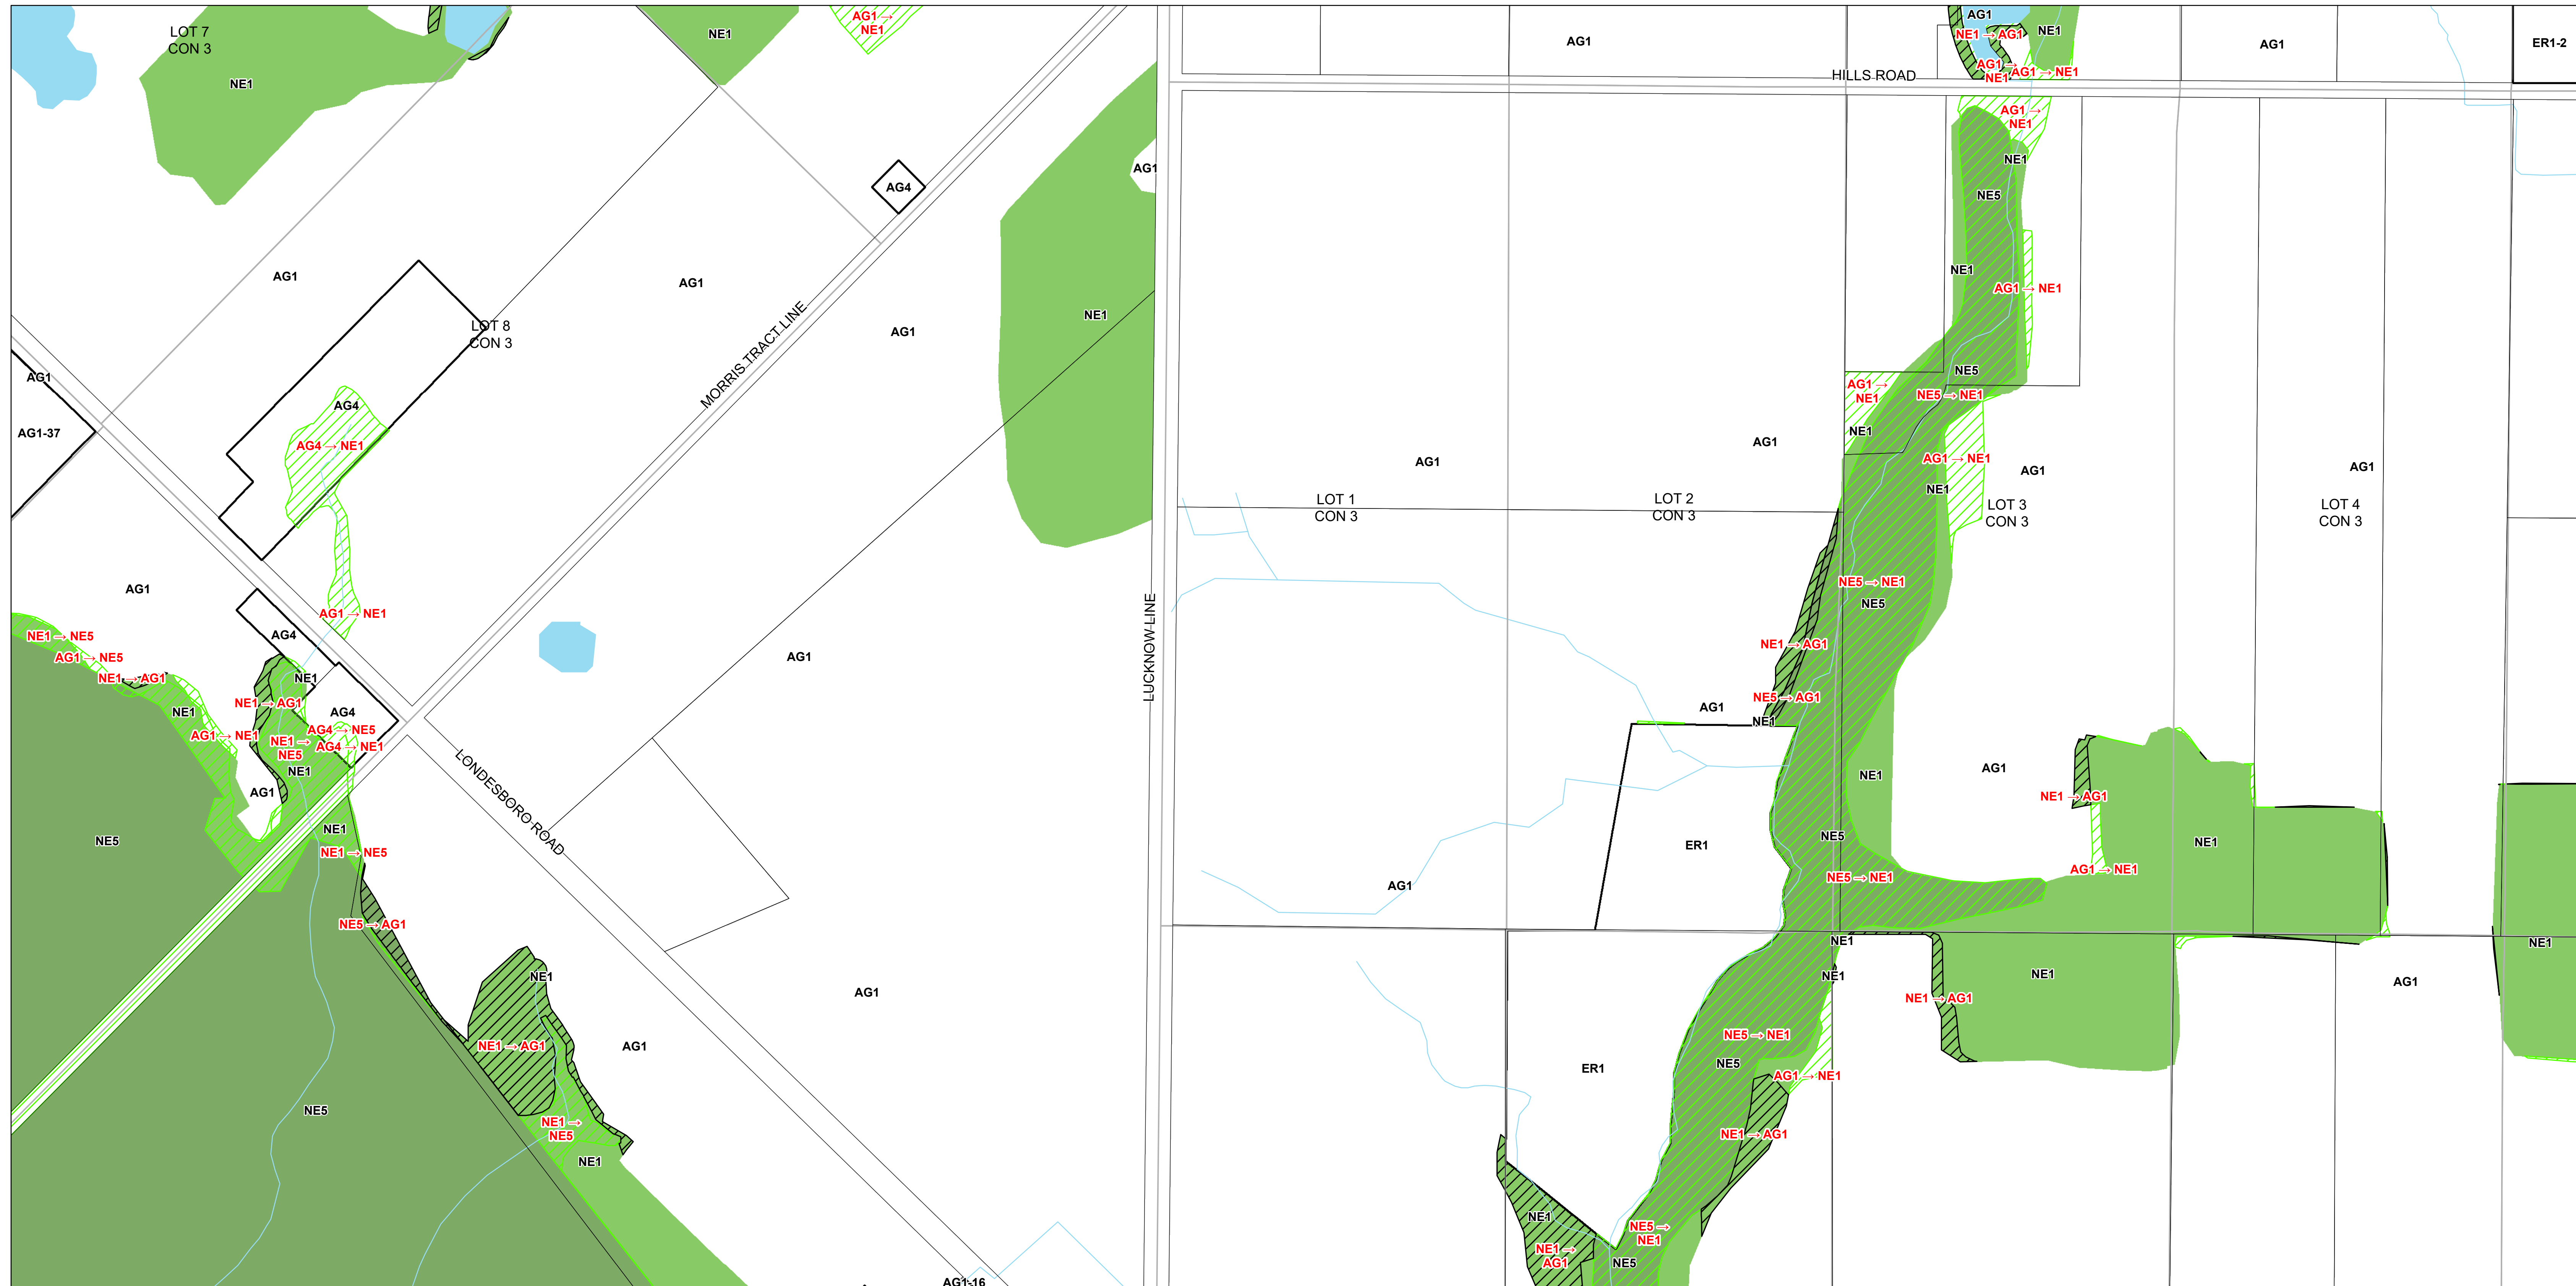 LOT 7
CON 3
NE1
NE1
AG1 →
NE1
AG1
AG1
NE1 → AG1
NE1
AG1 →
NE1
AG1 → NE1
AG1
ER1-2
HILLS ROAD
AG1 →
NE1
NE1
AG4
AG1
NE5
AG1
AG1
NE1
AG1 → NE1
LOT 8
CON 3
AG1
NE1
MORRIS TRACT LINE
AG1
AG4
AG1-37
AG4 → NE1
NE5
AG1 →
NE1
NE5 → NE1
NE1
AG1
AG1
AG1 → NE1
AG1
AG1
NE1
LOT 1
CON 3
LOT 2
CON 3
LOT 3
CON 3
LOT 4
CON 3
AG1
AG1 → NE1
LUCKNOW LINE
NE5 → NE1
NE5
NE1 → NE5
AG1 → NE5
NE1 → AG1
AG4
NE1
AG1
NE1 → AG1
NE5 → AG1
NE1 → AG1
NE1
AG4
AG1
NE1
AG1 → NE1
AG4 → NE5
NE1 →
NE5
AG4 → NE1
NE1
AG1
LONDESBORO ROAD
NE1
AG1
NE1 → AG1
NE5
NE1
NE1 → NE5
ER1
NE5
NE1
AG1
NE5 → NE1
AG1 → NE1
NE5 → AG1
NE1
NE1
NE1
AG1
NE1
NE1
AG1
NE1 → AG1
NE1 → AG1
AG1
NE5 → NE1
NE5
ER1
AG1 → NE1
NE5
NE1 →
NE5
NE1
NE1 → AG1
NE1
NE5 →
NE1
NE1 →
AG1
NE5
AG1-16